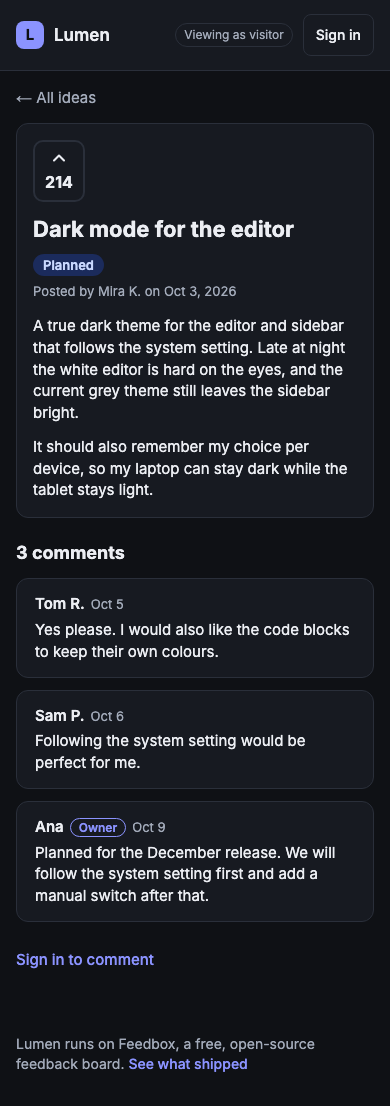 L Lumen Viewing as visitor Sign in
← All ideas
214
Dark mode for the editor
Planned
Posted by Mira K. on Oct 3, 2026
A true dark theme for the editor and sidebar
that follows the system setting. Late at night
the white editor is hard on the eyes, and the
current grey theme still leaves the sidebar
bright.
It should also remember my choice per
device, so my laptop can stay dark while the
tablet stays light.
3 comments
Tom R. Oct 5
Yes please. I would also like the code blocks
to keep their own colours.
Sam P. Oct 6
Following the system setting would be
perfect for me.
Ana Owner Oct 9
Planned for the December release. We will
follow the system setting first and add a
manual switch after that.
Sign in to comment
Lumen runs on Feedbox, a free, open-source
feedback board. See what shipped